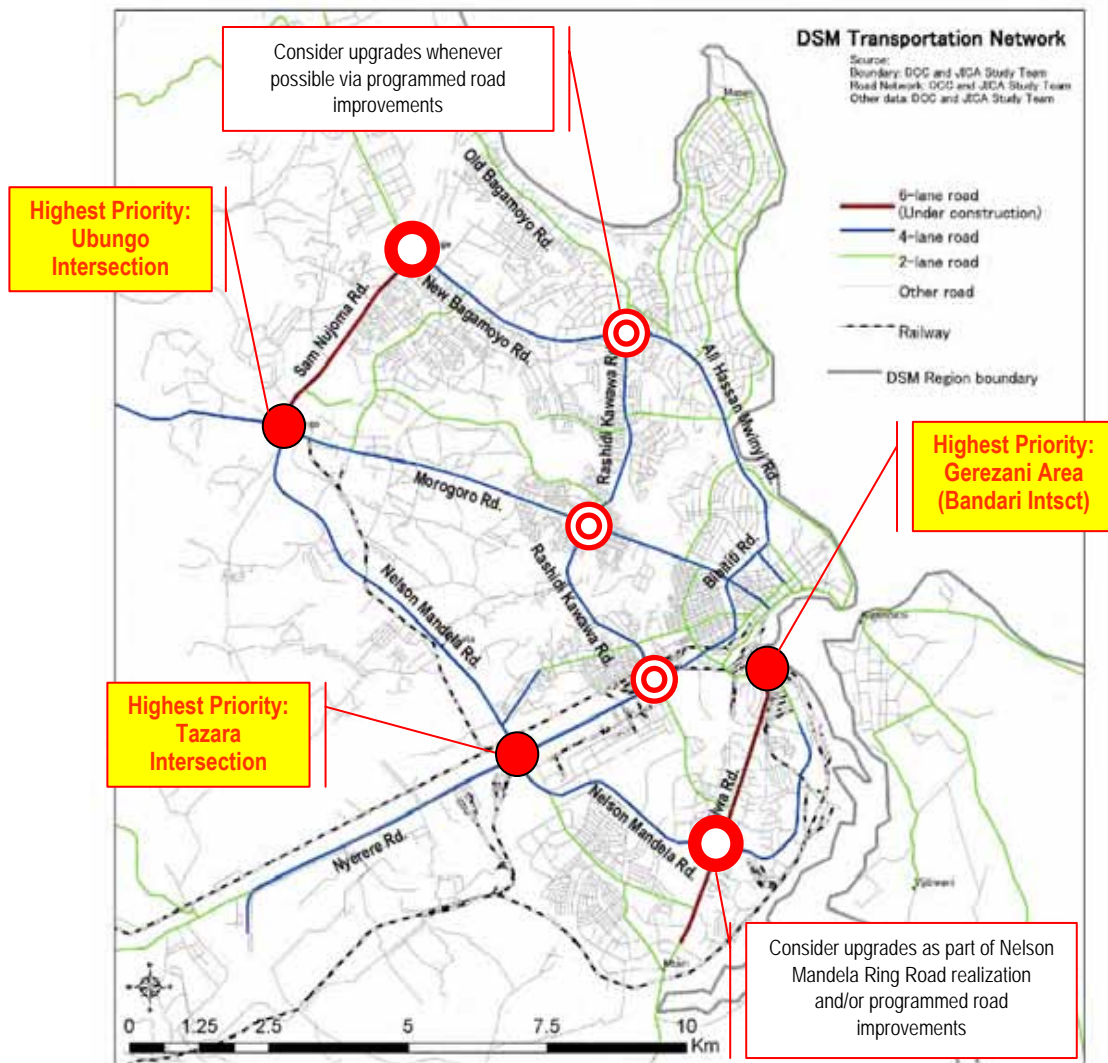 Consider upgrades whenever
possible via programmed road
improvements
DSM Transportation Network
Source:
Boundary: DCC and JICA Study Team
Road Network: DCC and JICA Study Team
Other data: DCC and JICA Study Team
6-lane road
(Under construction)
4-lane road
2-lane road
Other road
Railway
DSM Region boundary
Highest Priority:
Ubungo
Intersection
Old Bagamoyo Rd.
New Bagamoyo Rd.
Sam Nujoma Rd.
Rashidi Kawawa
Ali Hassan Mwinyi Rd.
Highest Priority:
Gerezani Area
(Bandari Intsct)
Morogoro Rd.
Bibititi Rd.
Rashidi Kawawa Rd.
Nelson Mandela Rd.
Highest Priority:
Tazara
Intersection
Nelson Mandela Rd.
Rd.
Nyerere Rd.
Consider upgrades as part of Nelson
Mandela Ring Road realization
and/or programmed road
improvements
0 1.25 2.5 5 7.5 10
Km